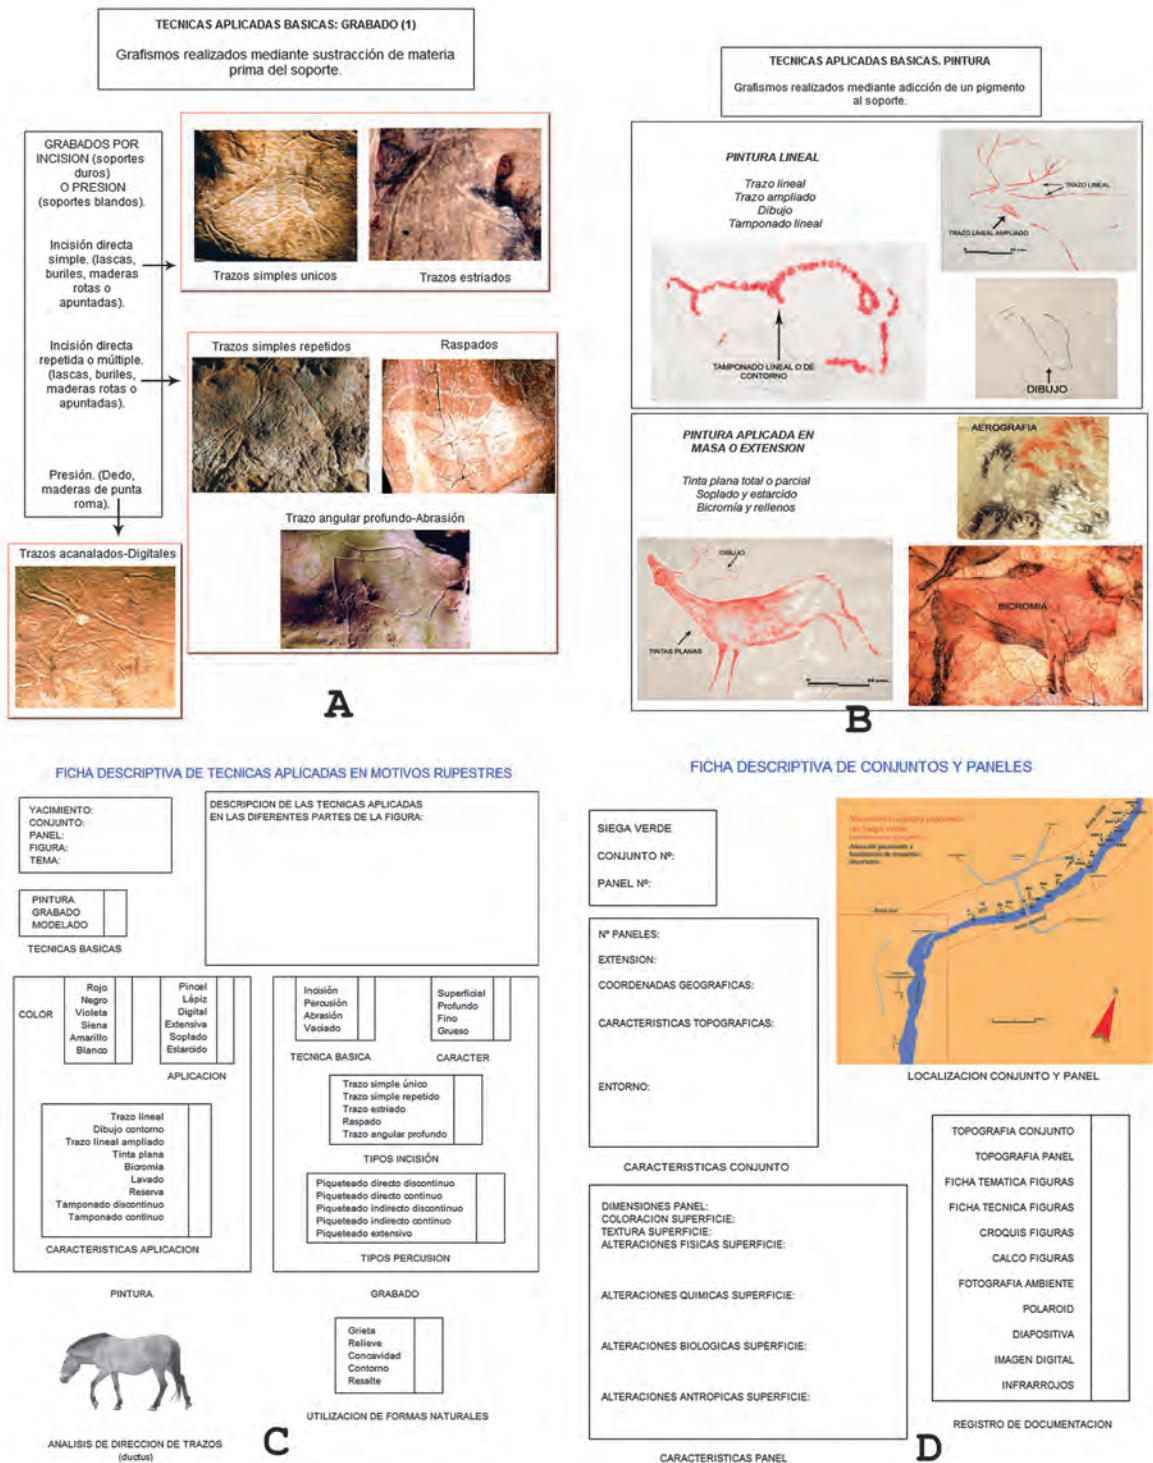 TECNICAS APLICADAS BASICAS: GRABADO (1)
Grafismos realizados mediante sustracción de materia
prima del soporte.
GRABADOS POR
INCISION (soportes
duros)
O PRESION
(soportes blandos).
Incisión directa
simple. (lascas,
buriles, maderas
rotas o
apuntadas).
Incisión directa
repetida o múltiple.
(lascas, buriles,
maderas rotas o
apuntadas).
Presión. (Dedo,
maderas de punta
roma).
Trazos simples unicos
Trazos estriados
Trazos simples repetidos
Raspados
Trazo angular profundo-Abrasión
Trazos acanalados-Digitales
A
TECNICAS APLICADAS BASICAS. PINTURA
Grafismos realizados mediante adicción de un pigmento
al soporte.
PINTURA LINEAL
Trazo lineal
Trazo ampliado
Dibujo
Tamponado lineal
TRAZO LINEAL
TRAZO LINEAL AMPLIADO
TAMPONADO LINEAL O DE
CONTORNO
DIBUJO
PINTURA APLICADA EN
MASA O EXTENSION
Tinta plana total o parcial
Soplado y estarcido
Bicromía y rellenos
AEROGRAFIA
DIBUJO
TINTAS PLANAS
BICROMIA
B
FICHA DESCRIPTIVA DE TECNICAS APLICADAS EN MOTIVOS RUPESTRES
YACIMIENTO:
CONJUNTO:
PANEL:
FIGURA:
TEMA:
DESCRIPCION DE LAS TECNICAS APLICADAS
EN LAS DIFERENTES PARTES DE LA FIGURA:
PINTURA
GRABADO
MODELADO
TECNICAS BASICAS
COLOR
Rojo
Negro
Violeta
Siena
Amarillo
Blanco
Pincel
Lápiz
Digital
Extensiva
Soplado
Estarcido
APLICACION
Trazo lineal
Dibujo contorno
Trazo lineal ampliado
Tinta plana
Bicromia
Lavado
Reserva
Tamponado discontinuo
Tamponado continuo
CARACTERISTICAS APLICACION
PINTURA
Incisión
Percusión
Abrasión
Vaciado
TECNICA BASICA
Superficial
Profundo
Fino
Grueso
CARACTER
Trazo simple único
Trazo simple repetido
Trazo estriado
Raspado
Trazo angular profundo
TIPOS INCISIÓN
Piqueteado directo discontinuo
Piqueteado directo continuo
Piqueteado indirecto discontinuo
Piqueteado indirecto continuo
Piqueteado extensivo
TIPOS PERCUSION
GRABADO
Grieta
Relieve
Concavidad
Contorno
Resalte
UTILIZACION DE FORMAS NATURALES
ANALISIS DE DIRECCION DE TRAZOS
(ductus)
C
FICHA DESCRIPTIVA DE CONJUNTOS Y PANELES
SIEGA VERDE
CONJUNTO Nº:
PANEL Nº:
Nº PANELES:
EXTENSION:
COORDENADAS GEOGRAFICAS:
CARACTERISTICAS TOPOGRAFICAS:
ENTORNO:
CARACTERISTICAS CONJUNTO
LOCALIZACION CONJUNTO Y PANEL
DIMENSIONES PANEL:
COLORACION SUPERFICIE:
TEXTURA SUPERFICIE:
ALTERACIONES FISICAS SUPERFICIE:
ALTERACIONES QUIMICAS SUPERFICIE:
ALTERACIONES BIOLOGICAS SUPERFICIE:
ALTERACIONES ANTROPICAS SUPERFICIE:
CARACTERISTICAS PANEL
TOPOGRAFIA CONJUNTO
TOPOGRAFIA PANEL
FICHA TEMATICA FIGURAS
FICHA TECNICA FIGURAS
CROQUIS FIGURAS
CALCO FIGURAS
FOTOGRAFIA AMBIENTE
POLAROID
DIAPOSITIVA
IMAGEN DIGITAL
INFRARROJOS
REGISTRO DE DOCUMENTACION
D